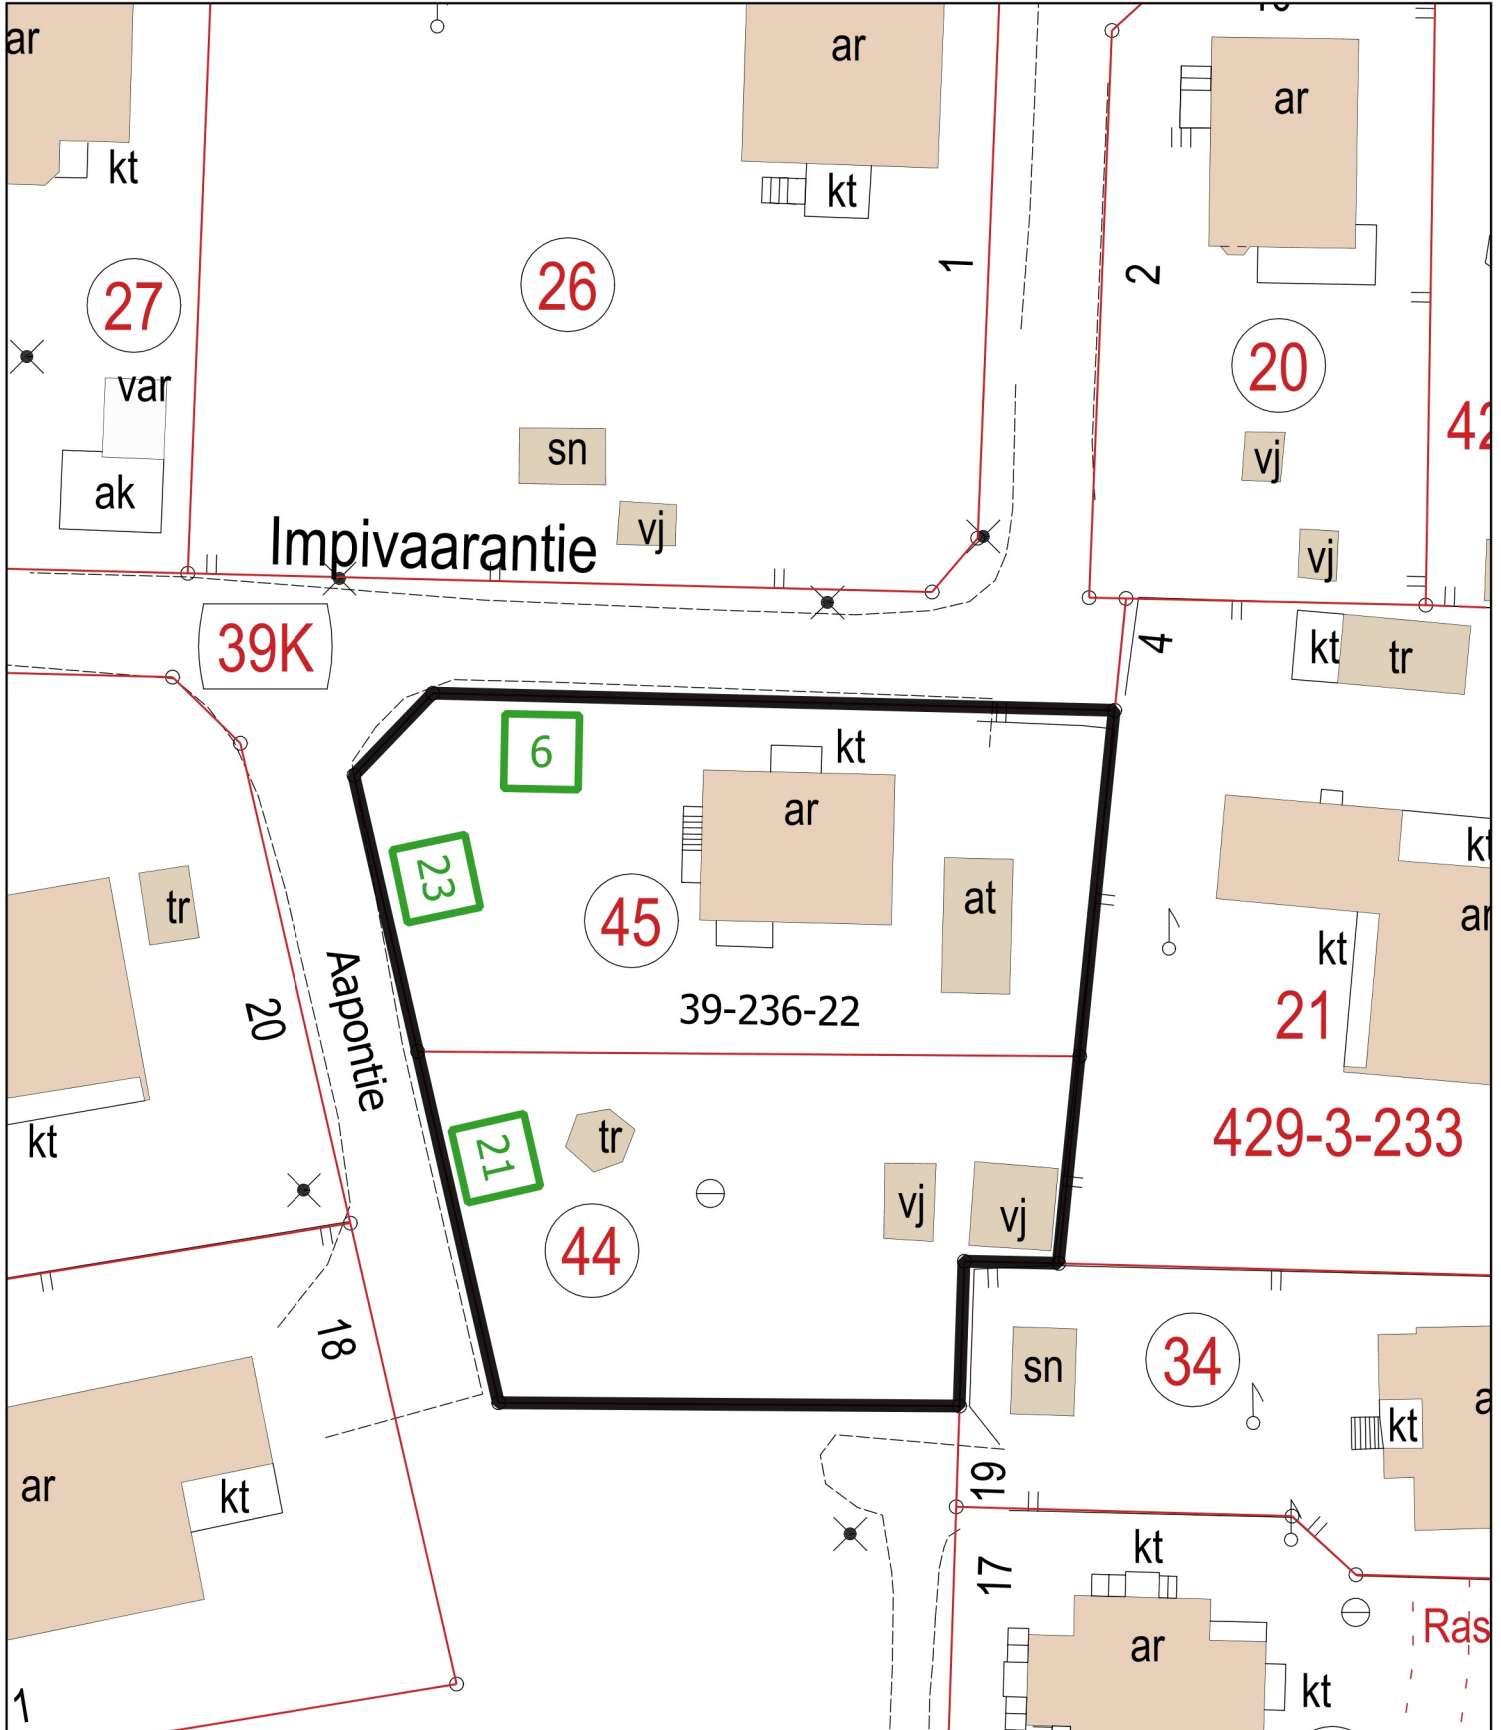 ar
ar
ar
kt
kt
1
2
27
26
20
var
42
sn
vj
ak
vj
Impivaarantie
vj
39K
4
kt
tr
6
kt
ar
23
kt
tr
45
at
ar
kt
20
Aapontie
39-236-22
21
kt
tr
429-3-233
21
vj
vj
44
18
sn
34
kt
ar
kt
19
kt
17
ar
Ras
kt
1